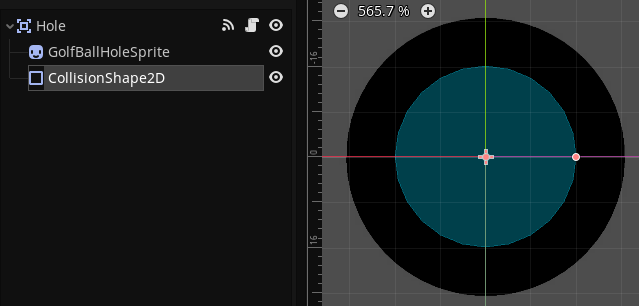 Hole
GolfBallHoleSprite
CollisionShape2D
565.7 %
-16
0
16